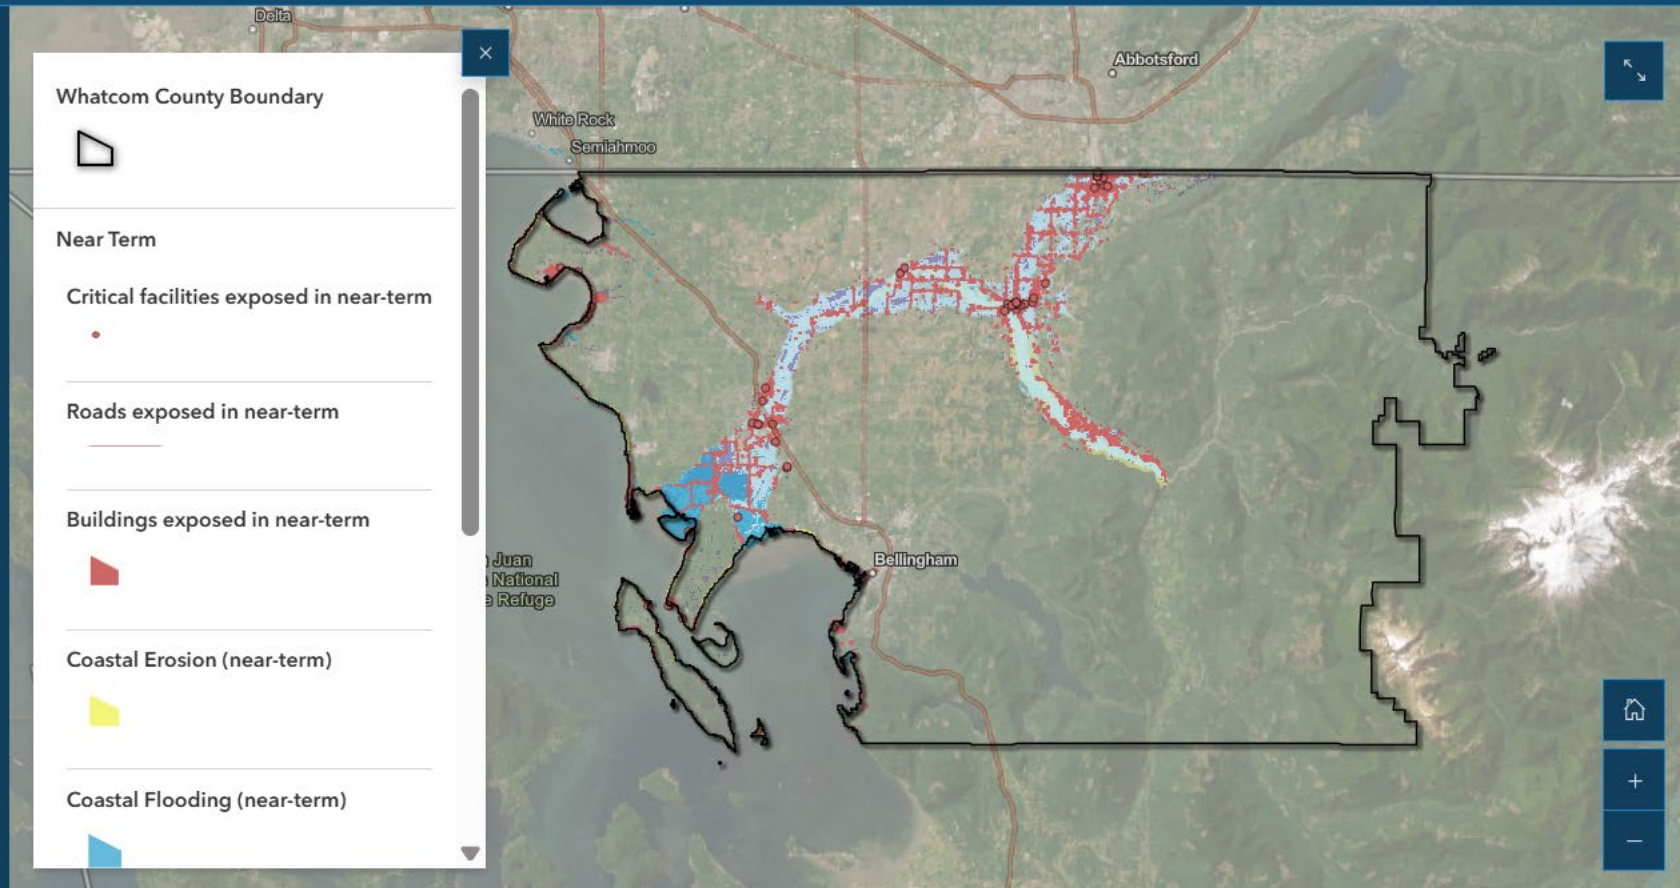 Delta
Abbotsford
White Rock
Semiahmoo
Whatcom County Boundary
Near Term
Critical facilities exposed in near-term
Roads exposed in near-term
Buildings exposed in near-term
Coastal Erosion (near-term)
Coastal Flooding (near-term)
Juan
National
Refuge
Bellingham